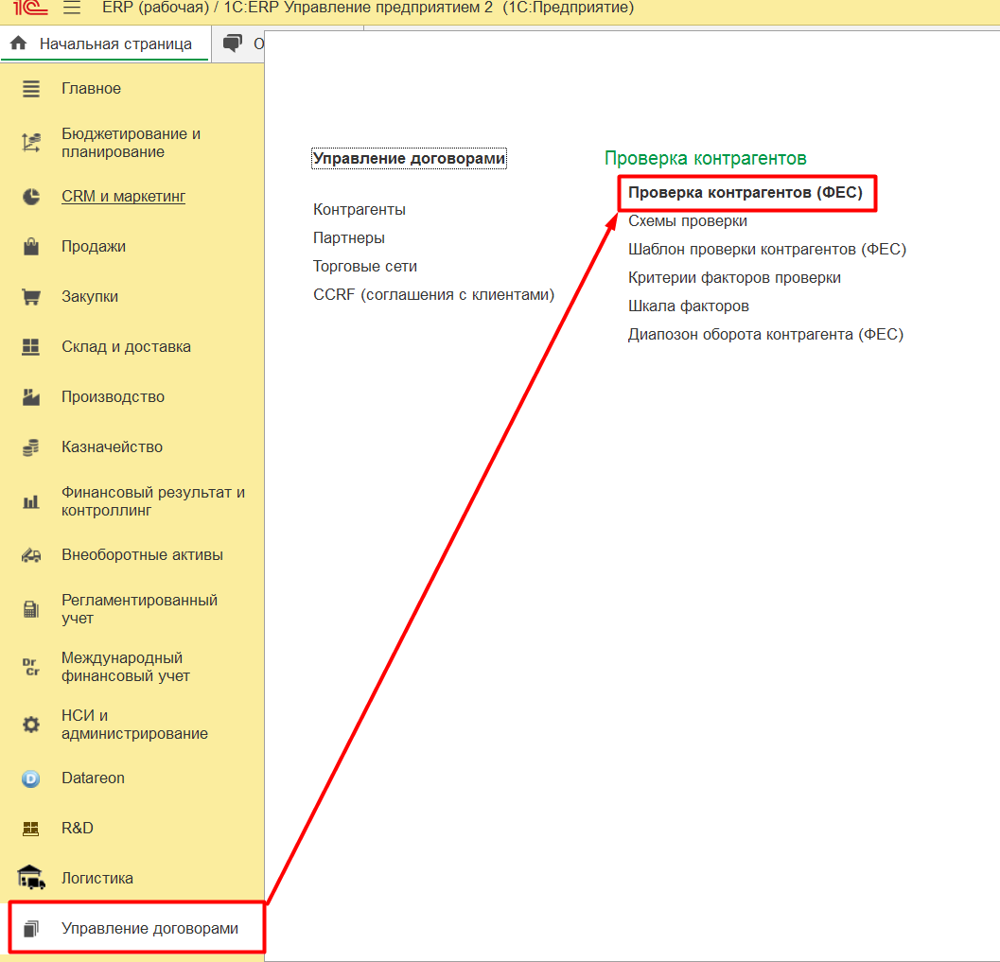 1С ERP (рабочая) / 1С:ERP Управление предприятием 2 (1С:Предприятие)
Начальная страница
О
Главное
Бюджетирование и
планирование
CRM и маркетинг
Продажи
Закупки
Склад и доставка
Производство
Казначейство
Финансовый результат и
контроллинг
Внеоборотные активы
Регламентированный
учет
Dr
Cr
Международный
финансовый учет
НСИ и
администрирование
D
Datareon
R&D
Логистика
Управление договорами
Управление договорами
Контрагенты
Партнеры
Торговые сети
CCRF (соглашения с клиентами)
Проверка контрагентов
Проверка контрагентов (ФЕС)
Схемы проверки
Шаблон проверки контрагентов (ФЕС)
Критерии факторов проверки
Шкала факторов
Диапозон оборота контрагента (ФЕС)